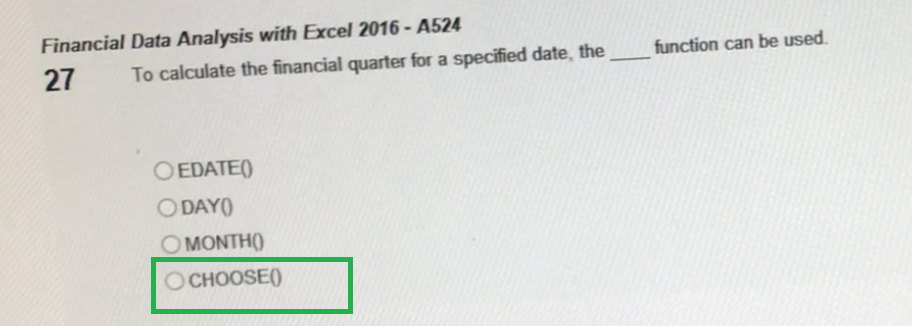 Financial Data Analysis with Excel 2016 - A524
27 To calculate the financial quarter for a specified date, the ____ function can be used.
EDATE()
DAY()
MONTH()
CHOOSE()